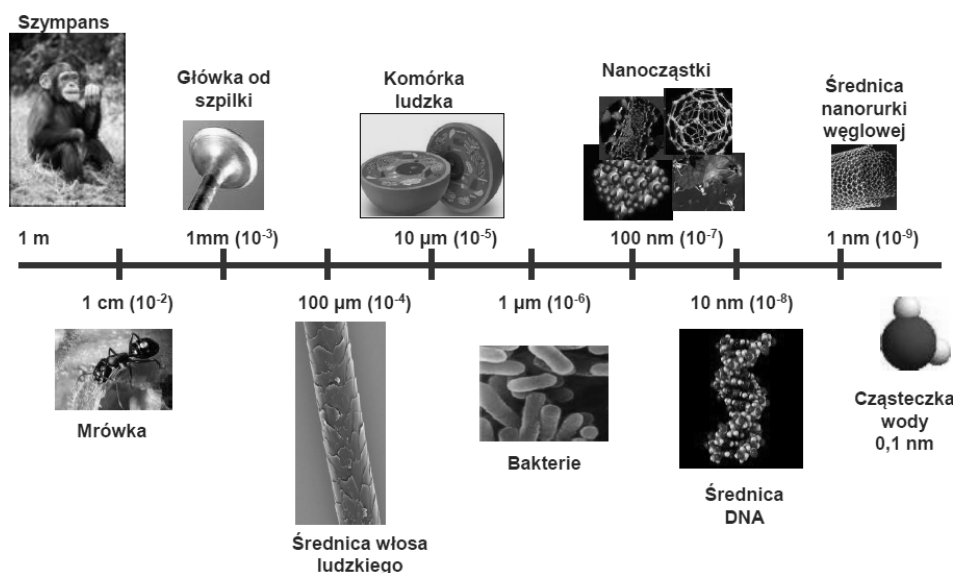 Szympans
Główka od
szpilki
Komórka
ludzka
Nanocząstki
Średnica
nanorurki
węglowej
1 m
1mm (10⁻³)
10 µm (10⁻⁵)
100 nm (10⁻⁷)
1 nm (10⁻⁹)
1 cm (10⁻²)
100 µm (10⁻⁴)
1 µm (10⁻⁶)
10 nm (10⁻⁸)
Mrówka
Średnica włosa
ludzkiego
Bakterie
Średnica
DNA
Cząsteczka
wody
0,1 nm